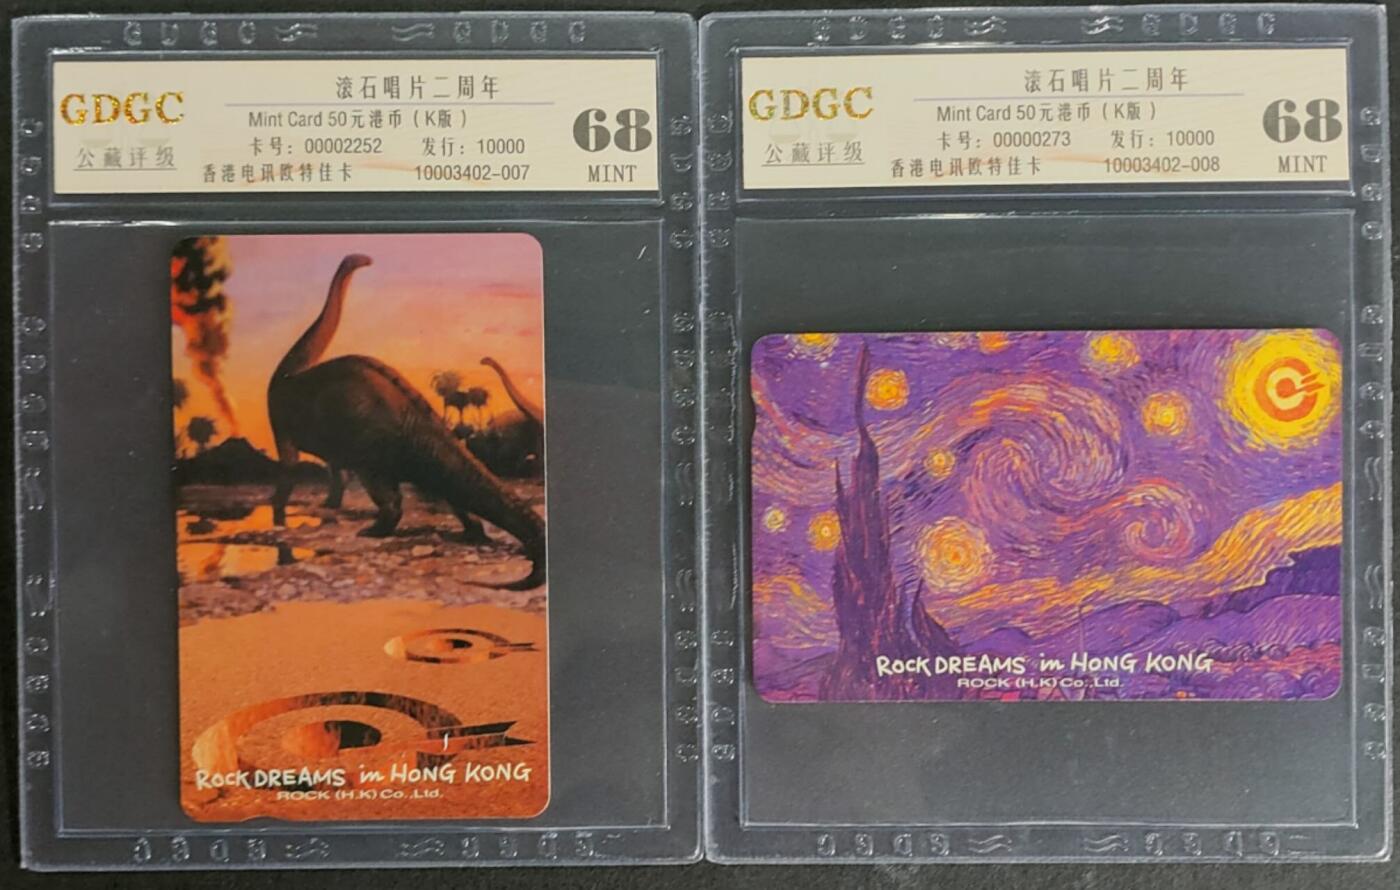 GDGC
公藏评级
滚石唱片二周年
Mint Card 50元港币（K版）
卡号：00002252 发行：10000
香港电讯欧特佳卡 10003402-007
68
MINT
ROCK DREAMS in HONG KONG
ROCK (H.K) Co.,Ltd.
GDGC
公藏评级
滚石唱片二周年
Mint Card 50元港币（K版）
卡号：00000273 发行：10000
香港电讯欧特佳卡 10003402-008
68
MINT
ROCK DREAMS in HONG KONG
ROCK (H.K) Co.,Ltd.